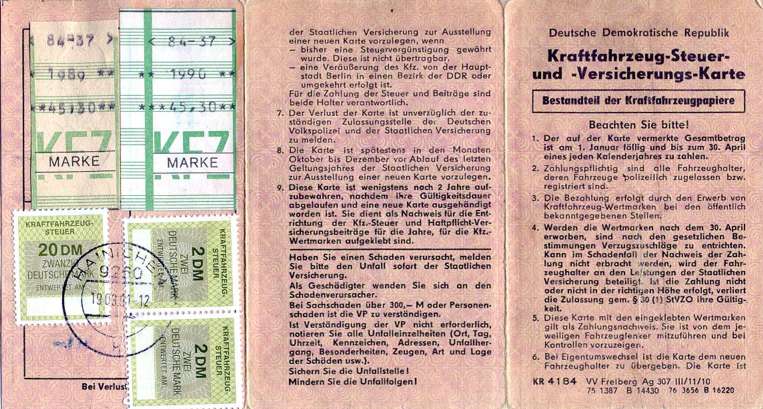 84-37
1989
**45,30**
KFZ
MARKE
< 84-37 >
** 1990 **
**45,30**
KFZ
MARKE
KRAFTFAHRZEUG-
STEUER
20 DM
ZWANZIG
DEUTSCHE MARK
ENTWERTET AM
KRAFTFAHRZEUG-
STEUER
2 DM
ZWEI
DEUTSCHE MARK
ENTWERTET AM
KRAFTFAHRZEUG-
STEUER
2 DM
ZWEI
DEUTSCHE MARK
ENTWERTET AM
HAINICHEN
9260
19.03.91-12
Bei Verlust
der Staatlichen Versicherung zur Ausstellung
einer neuen Karte vorzulegen, wenn
– bisher eine Steuervergünstigung gewährt
wurde. Diese ist nicht übertragbar,
– eine Veräußerung des Kfz. von der Haupt-
stadt Berlin in einen Bezirk der DDR oder
umgekehrt erfolgt ist.
Für die Zahlung der Steuer und Beiträge sind
beide Halter verantwortlich.
7. Der Verlust der Karte ist unverzüglich der zu-
ständigen Zulassungsstelle der Deutschen
Volkspolizei und der Staatlichen Versicherung
zu melden.
8. Die Karte ist spätestens in den Monaten
Oktober bis Dezember vor Ablauf des letzten
Geltungsjahres der Staatlichen Versicherung
zur Ausstellung einer neuen Karte vorzulegen.
9. Diese Karte ist wenigstens noch 2 Jahre auf-
zubewahren, nachdem ihre Gültigkeitsdauer
abgelaufen und eine neue Karte ausgehändigt
worden ist. Sie dient als Nachweis für die Ent-
richtung der Kfz.-Steuer und Haftpflicht-Ver-
sicherungsbeiträge für die Jahre, für die Kfz.-
Wertmarken aufgeklebt sind.
Haben Sie einen Schaden verursacht, melden
Sie bitte den Unfall sofort der Staatlichen
Versicherung.
Als Geschädigter wenden Sie sich an den
Schadenverursacher.
Bei Sachschaden über 300,– M oder Personen-
schaden ist die VP zu verständigen.
Ist Verständigung der VP nicht erforderlich,
notieren Sie alle Unfalleinzelheiten (Ort, Tag,
Uhrzeit, Kennzeichen, Adressen, Unfallher-
gang, Besonderheiten, Zeugen, Art und Lage
der Schäden usw.).
Sichern Sie die Unfallstelle!
Mindern Sie die Unfallfolgen!
Deutsche Demokratische Republik
Kraftfahrzeug-Steuer-
und -Versicherungs-Karte
Bestandteil der Kraftfahrzeugpapiere
Beachten Sie bitte!
1. Der auf der Karte vermerkte Gesamtbetrag
ist am 1. Januar fällig und bis zum 30. April
eines jeden Kalenderjahres zu zahlen.
2. Zahlungspflichtig sind alle Fahrzeughalter,
deren Fahrzeuge polizeilich zugelassen bzw.
registriert sind.
3. Die Bezahlung erfolgt durch den Erwerb von
Kraftfahrzeug-Wertmarken bei den öffentlich
bekanntgegebenen Stellen.
4. Werden die Wertmarken nach dem 30. April
erworben, sind nach den gesetzlichen Be-
stimmungen Verzugszuschläge zu entrichten.
Kann im Schadenfall der Nachweis der Zah-
lung nicht erbracht werden, wird der Fahr-
zeughalter an den Leistungen der Staatlichen
Versicherung beteiligt. Ist die Zahlung nicht
oder nicht in der richtigen Höhe erfolgt, verliert
die Zulassung gem. § 30 (1) StVZO ihre Gültig-
keit.
5. Diese Karte mit den eingeklebten Wertmarken
gilt als Zahlungsnachweis. Sie ist von dem je-
weiligen Fahrzeuglenker mitzuführen und bei
Kontrollen vorzuzeigen.
6. Bei Eigentumswechsel ist die Karte dem neuen
Fahrzeughalter zu übergeben. Die Karte ist
KR 4184 VV Freiberg Ag 307 III/11/10
75 1387 B 14430 76 3656 B 16220